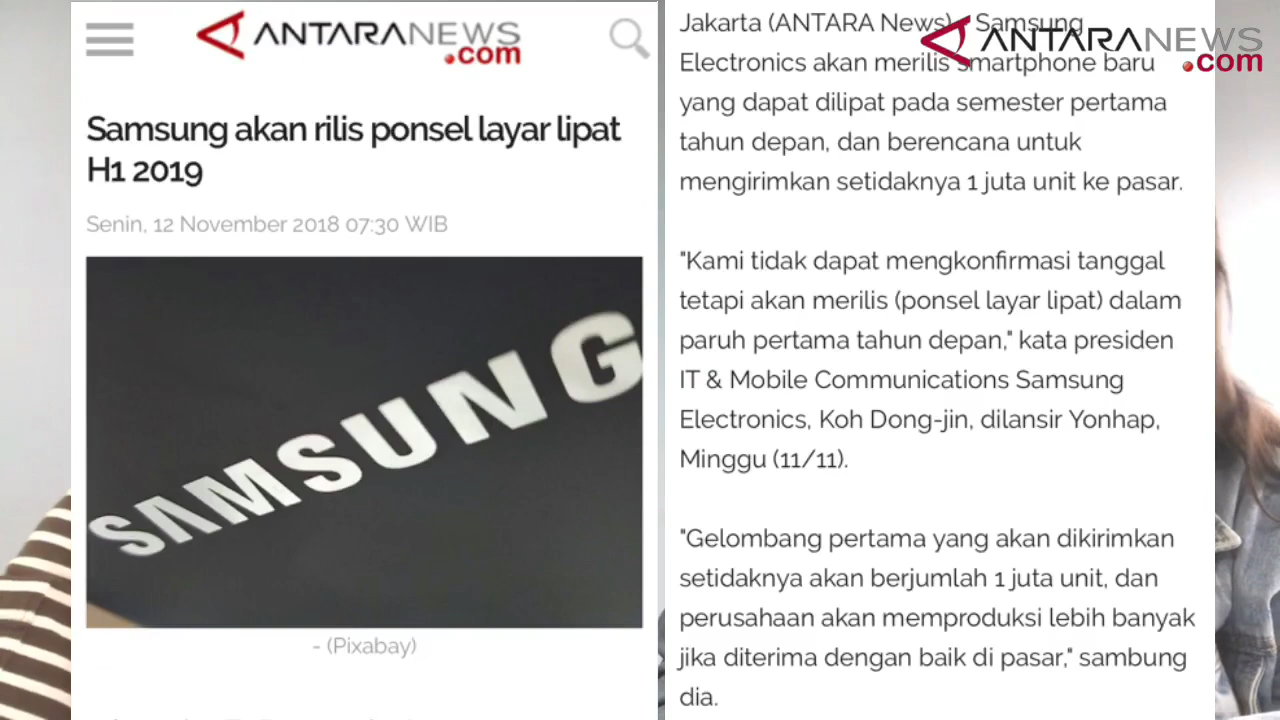 ANTARANEWS
.com
Samsung akan rilis ponsel layar lipat
H1 2019
Senin, 12 November 2018 07:30 WIB
SAMSUNG
- (Pixabay)
ANTARANEWS
.com
Jakarta (ANTARA News) - Samsung
Electronics akan merilis smartphone baru
yang dapat dilipat pada semester pertama
tahun depan, dan berencana untuk
mengirimkan setidaknya 1 juta unit ke pasar.
"Kami tidak dapat mengkonfirmasi tanggal
tetapi akan merilis (ponsel layar lipat) dalam
paruh pertama tahun depan," kata presiden
IT & Mobile Communications Samsung
Electronics, Koh Dong-jin, dilansir Yonhap,
Minggu (11/11).
"Gelombang pertama yang akan dikirimkan
setidaknya akan berjumlah 1 juta unit, dan
perusahaan akan memproduksi lebih banyak
jika diterima dengan baik di pasar," sambung
dia.